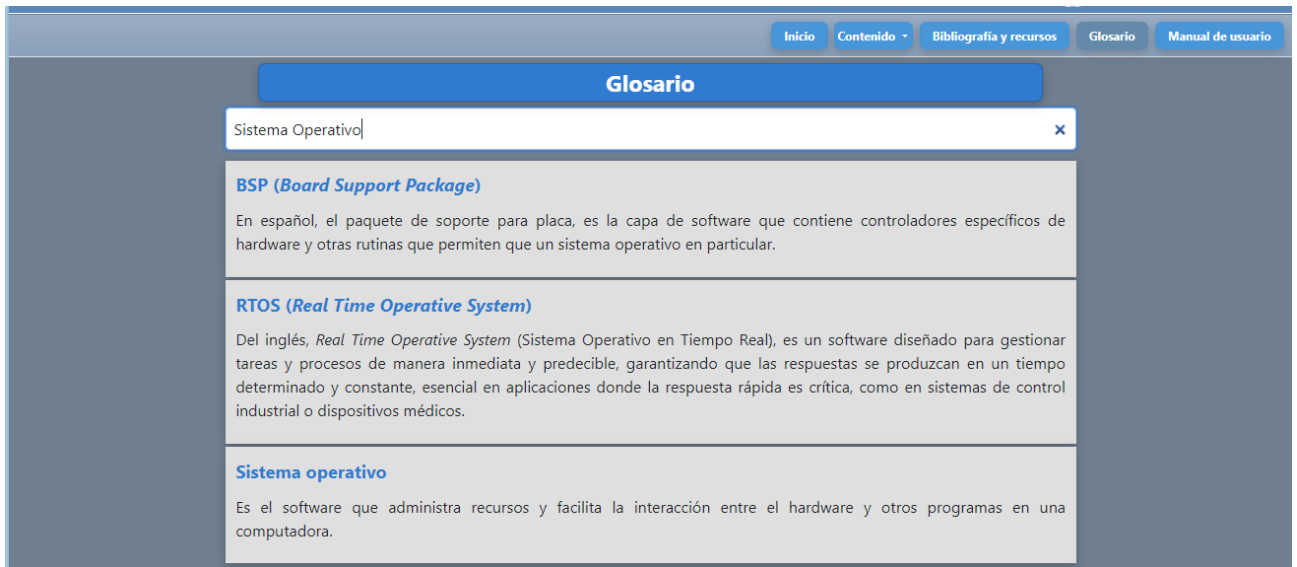 Inicio
Contenido
Bibliografía y recursos
Glosario
Manual de usuario
Glosario
Sistema Operativo
BSP (Board Support Package)
En español, el paquete de soporte para placa, es la capa de software que contiene controladores específicos de
hardware y otras rutinas que permiten que un sistema operativo en particular.
RTOS (Real Time Operative System)
Del inglés, Real Time Operative System (Sistema Operativo en Tiempo Real), es un software diseñado para gestionar
tareas y procesos de manera inmediata y predecible, garantizando que las respuestas se produzcan en un tiempo
determinado y constante, esencial en aplicaciones donde la respuesta rápida es crítica, como en sistemas de control
industrial o dispositivos médicos.
Sistema operativo
Es el software que administra recursos y facilita la interacción entre el hardware y otros programas en una
computadora.